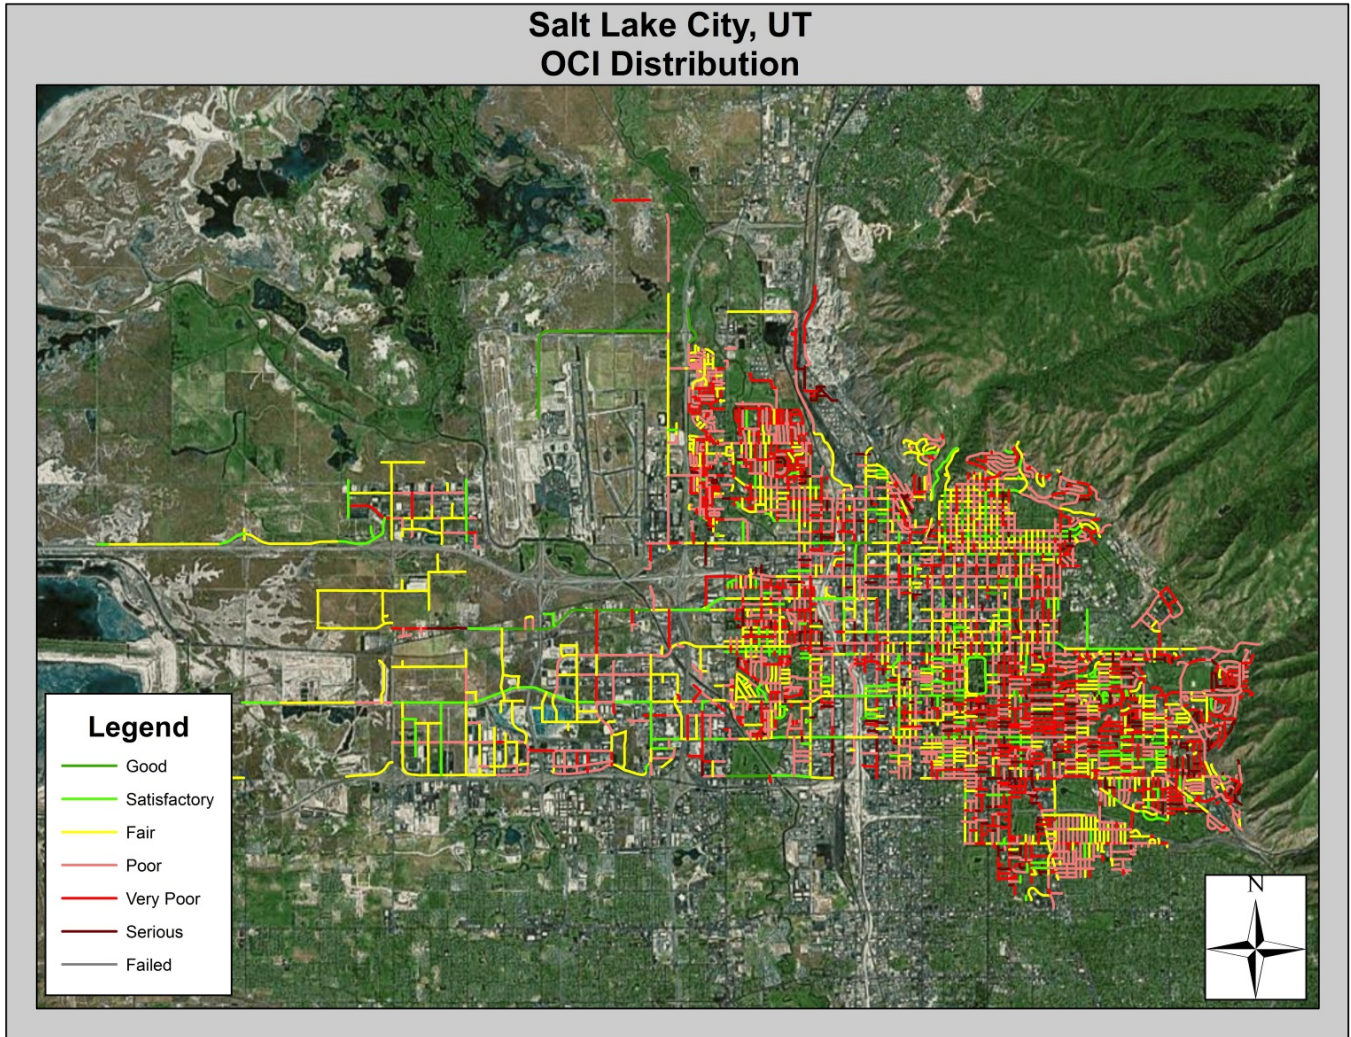 Salt Lake City, UT
OCI Distribution
Legend
Good
Satisfactory
Fair
Poor
Very Poor
Serious
Failed
N